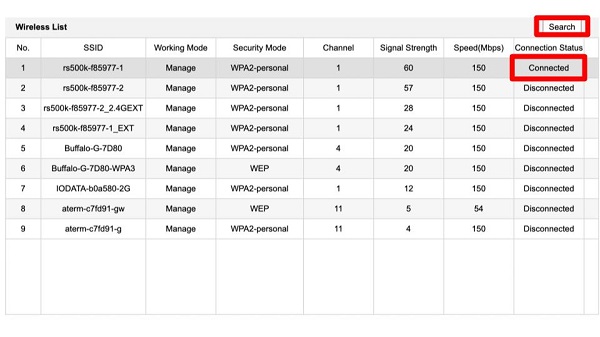 Wireless List Search
No. SSID Working Mode Security Mode Channel Signal Strength Speed(Mbps) Connection Status
1 rs500k-f85977-1 Manage WPA2-personal 1 60 150 Connected
2 rs500k-f85977-2 Manage WPA2-personal 1 57 150 Disconnected
3 rs500k-f85977-2_2.4GEXT Manage WPA2-personal 1 28 150 Disconnected
4 rs500k-f85977-1_EXT Manage WPA2-personal 1 24 150 Disconnected
5 Buffalo-G-7D80 Manage WPA2-personal 4 20 150 Disconnected
6 Buffalo-G-7D80-WPA3 Manage WEP 4 20 150 Disconnected
7 IODATA-b0a580-2G Manage WPA2-personal 1 12 150 Disconnected
8 aterm-c7fd91-gw Manage WEP 11 5 54 Disconnected
9 aterm-c7fd91-g Manage WPA2-personal 11 4 150 Disconnected